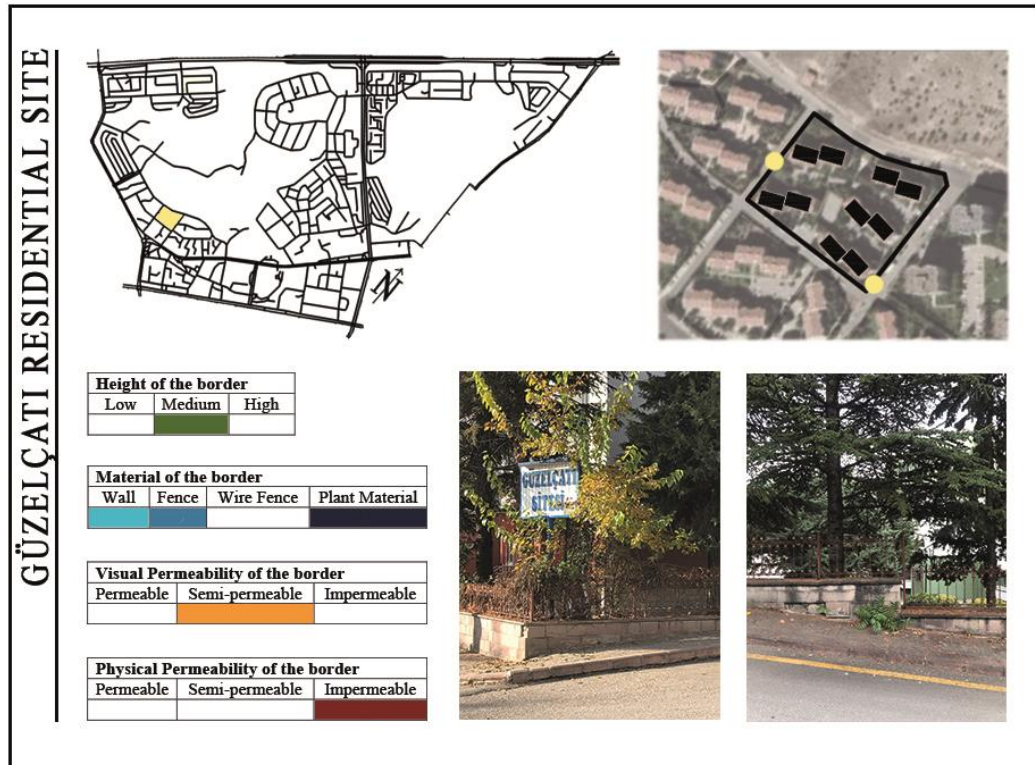 GÜZELÇATI RESIDENTIAL SITE
N
Height of the border
Low Medium High
Material of the border
Wall Fence Wire Fence Plant Material
Visual Permeability of the border
Permeable Semi-permeable Impermeable
Physical Permeability of the border
Permeable Semi-permeable Impermeable
GÜZELÇATI
SİTESİ